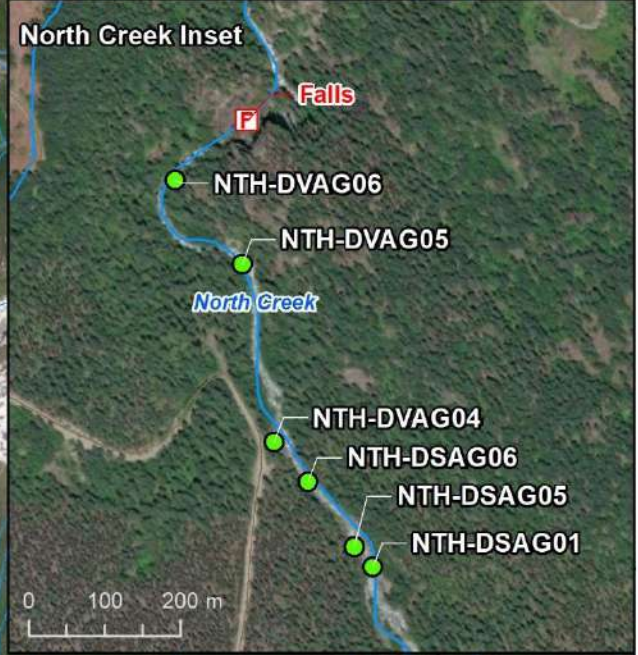 North Creek Inset
Falls
F
NTH-DVAG06
NTH-DVAG05
North Creek
NTH-DVAG04
NTH-DSAG06
NTH-DSAG05
NTH-DSAG01
0 100 200 m